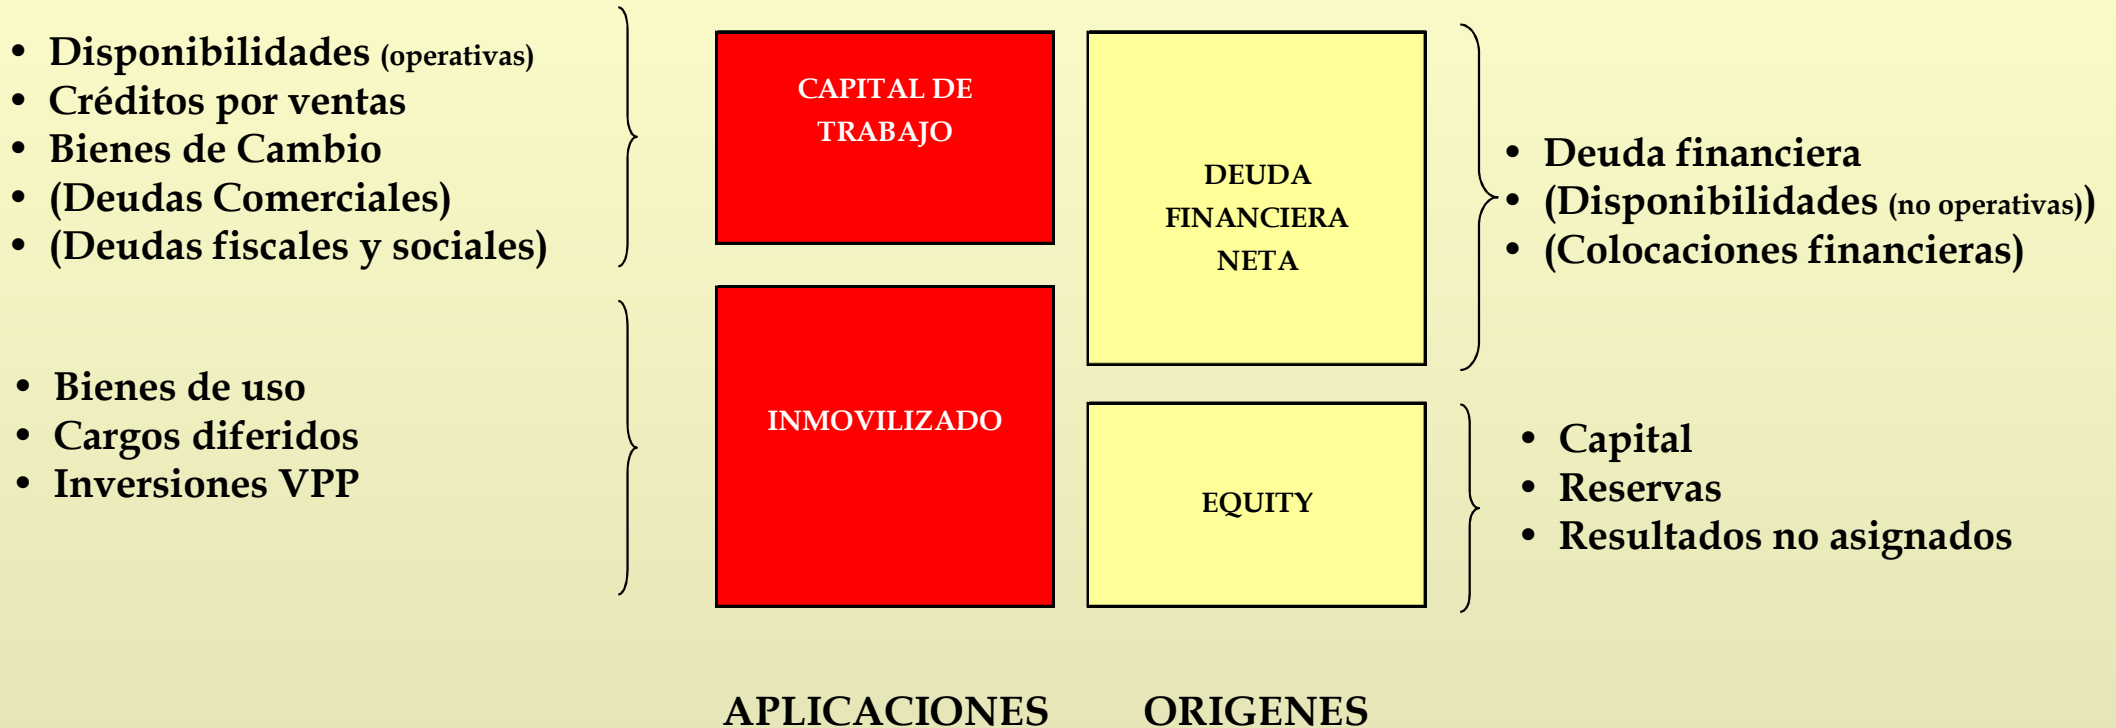 • Disponibilidades (operativas)
• Créditos por ventas
• Bienes de Cambio
• (Deudas Comerciales)
• (Deudas fiscales y sociales)
• Bienes de uso
• Cargos diferidos
• Inversiones VPP
CAPITAL DE
TRABAJO
INMOVILIZADO
DEUDA
FINANCIERA
NETA
EQUITY
• Deuda financiera
• (Disponibilidades (no operativas))
• (Colocaciones financieras)
• Capital
• Reservas
• Resultados no asignados
APLICACIONES
ORIGENES